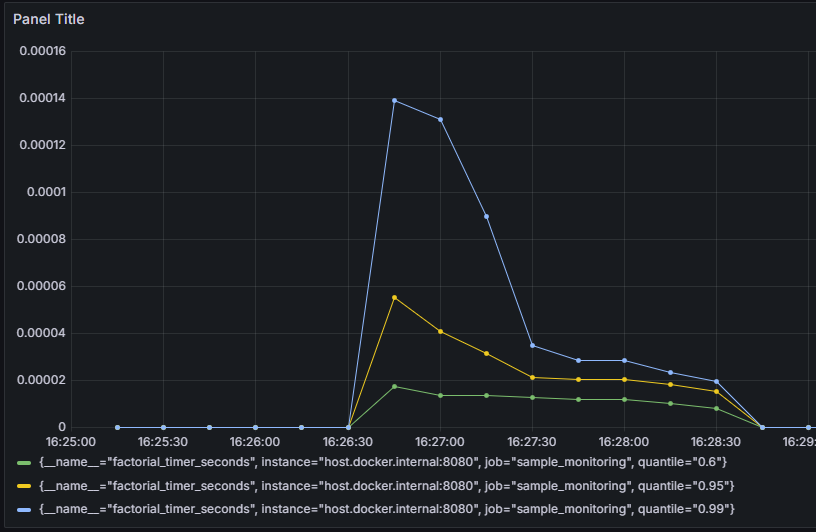 Panel Title
0.00016
0.00014
0.00012
0.0001
0.00008
0.00006
0.00004
0.00002
0
16:25:00 16:25:30 16:26:00 16:26:30 16:27:00 16:27:30 16:28:00 16:28:30 16:29:
{__name__="factorial_timer_seconds", instance="host.docker.internal:8080", job="sample_monitoring", quantile="0.6"}
{__name__="factorial_timer_seconds", instance="host.docker.internal:8080", job="sample_monitoring", quantile="0.95"}
{__name__="factorial_timer_seconds", instance="host.docker.internal:8080", job="sample_monitoring", quantile="0.99"}